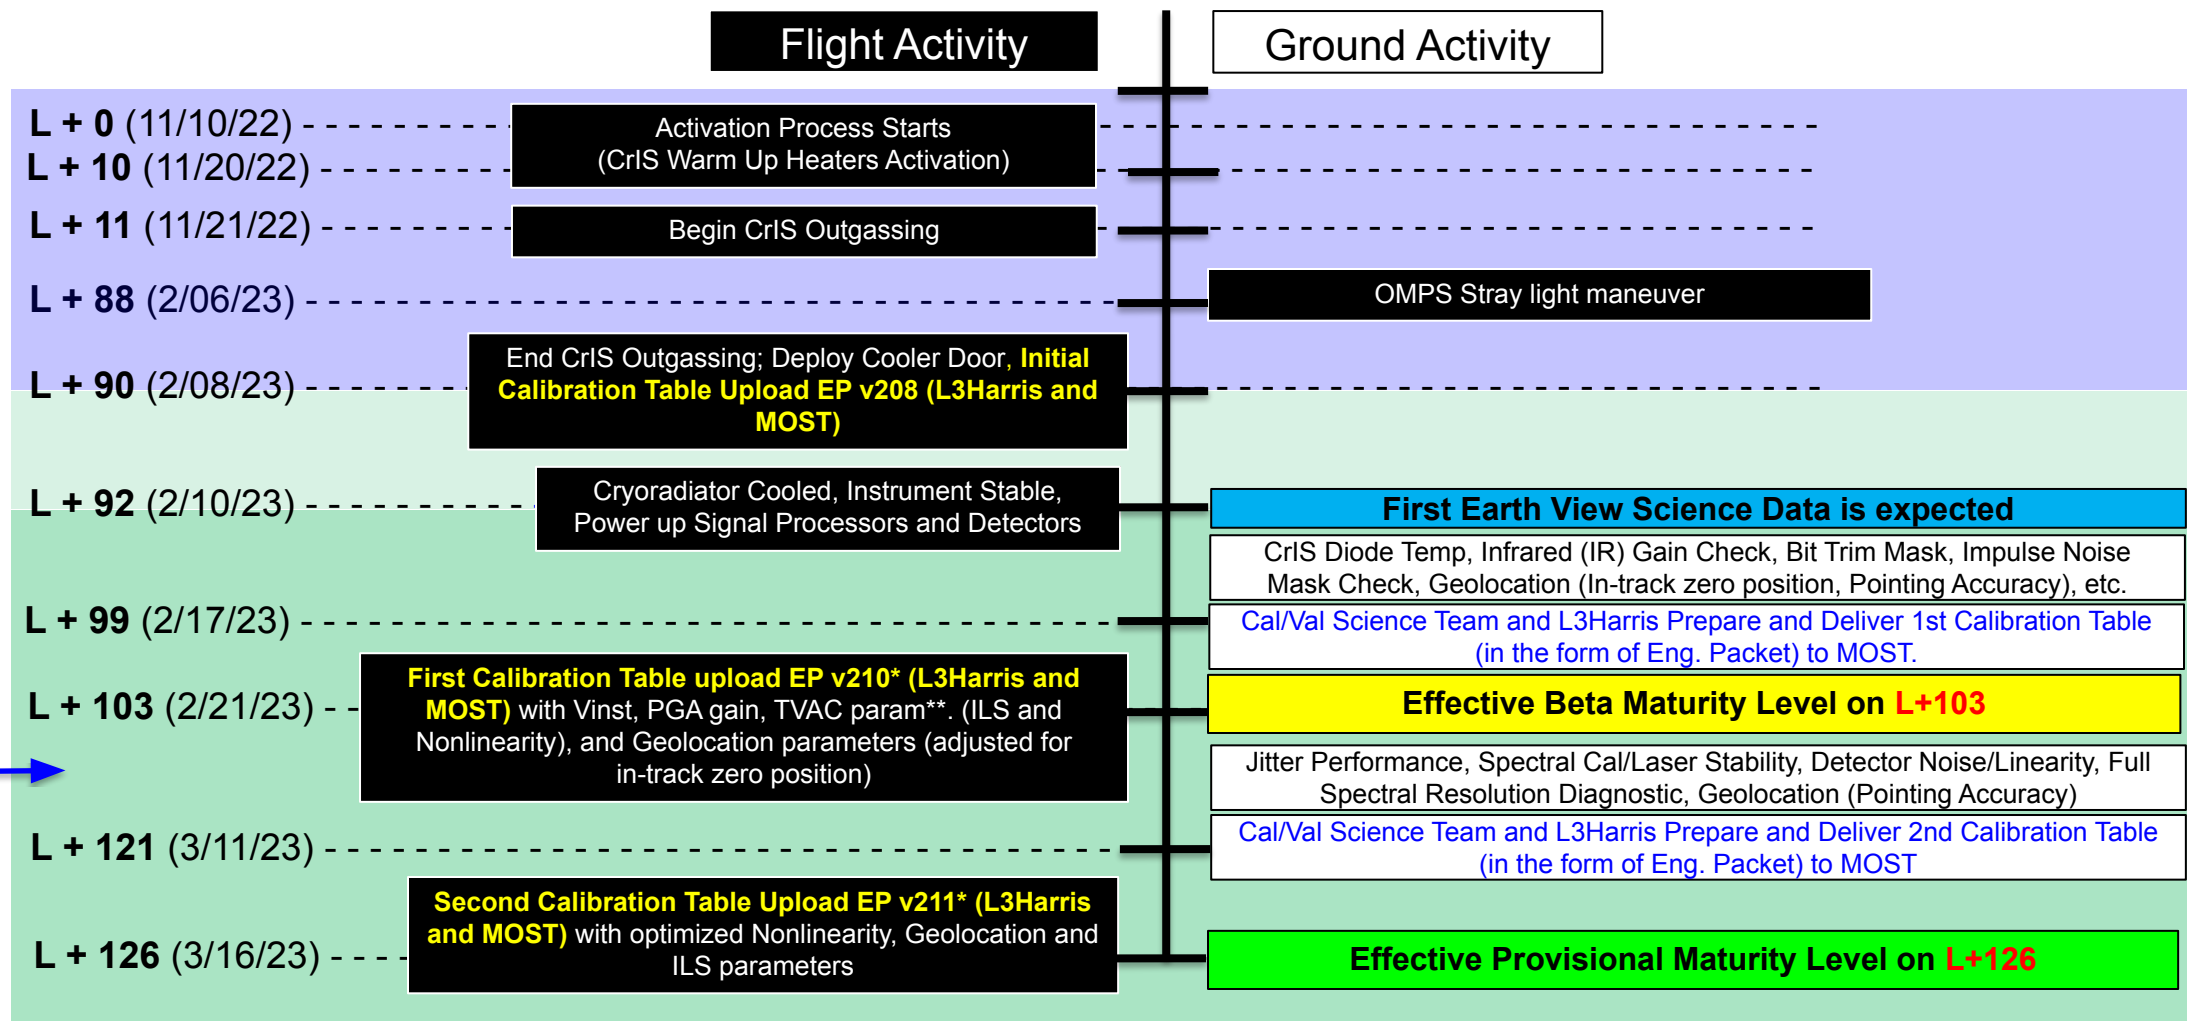 Flight Activity
Ground Activity
L + 0 (11/10/22)
Activation Process Starts
(CrIS Warm Up Heaters Activation)
L + 10 (11/20/22)
L + 11 (11/21/22)
Begin CrIS Outgassing
L + 88 (2/06/23)
OMPS Stray light maneuver
L + 90 (2/08/23)
End CrIS Outgassing; Deploy Cooler Door, Initial
Calibration Table Upload EP v208 (L3Harris and
MOST)
L + 92 (2/10/23)
Cryoradiator Cooled, Instrument Stable,
Power up Signal Processors and Detectors
First Earth View Science Data is expected
CrIS Diode Temp, Infrared (IR) Gain Check, Bit Trim Mask, Impulse Noise
Mask Check, Geolocation (In-track zero position, Pointing Accuracy), etc.
L + 99 (2/17/23)
Cal/Val Science Team and L3Harris Prepare and Deliver 1st Calibration Table
(in the form of Eng. Packet) to MOST.
L + 103 (2/21/23)
First Calibration Table upload EP v210* (L3Harris and
MOST) with Vinst, PGA gain, TVAC param**. (ILS and
Nonlinearity), and Geolocation parameters (adjusted for
in-track zero position)
Effective Beta Maturity Level on L+103
Jitter Performance, Spectral Cal/Laser Stability, Detector Noise/Linearity, Full
Spectral Resolution Diagnostic, Geolocation (Pointing Accuracy)
L + 121 (3/11/23)
Cal/Val Science Team and L3Harris Prepare and Deliver 2nd Calibration Table
(in the form of Eng. Packet) to MOST
L + 126 (3/16/23)
Second Calibration Table Upload EP v211* (L3Harris
and MOST) with optimized Nonlinearity, Geolocation and
ILS parameters
Effective Provisional Maturity Level on L+126